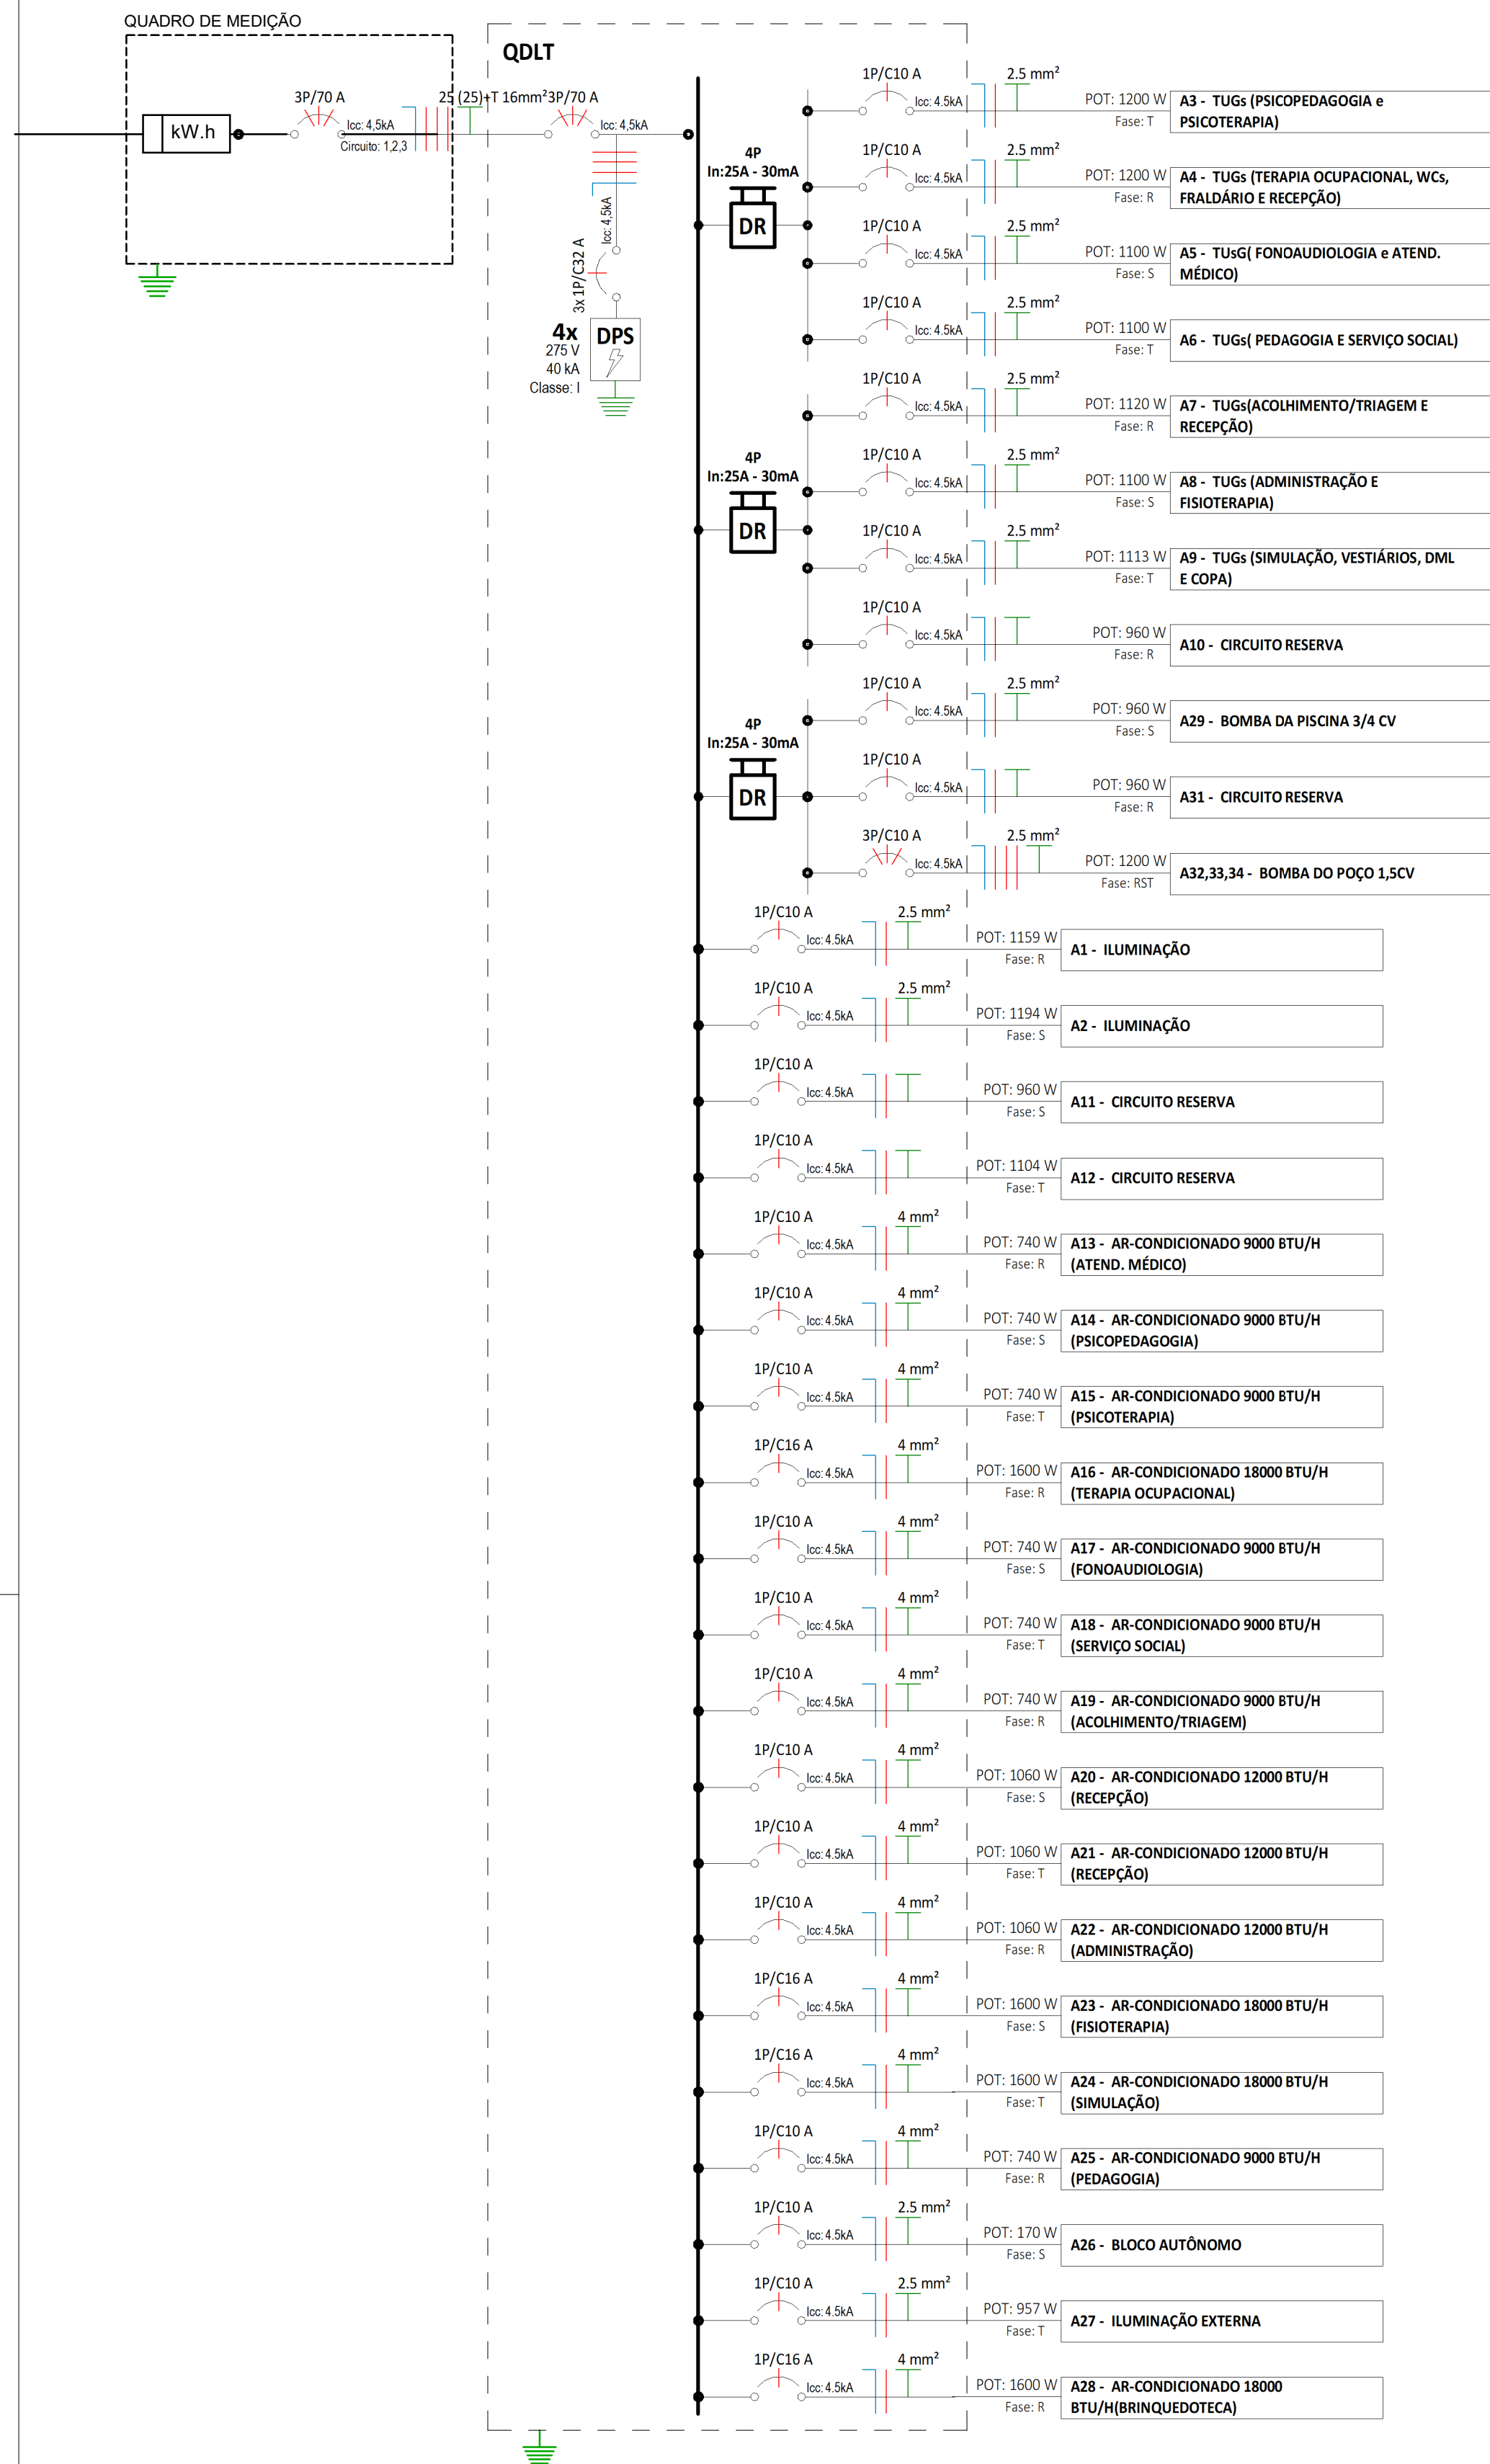 QUADRO DE MEDIÇÃO
kW.h
3P/70 A
Icc: 4,5kA
Circuito: 1,2,3
25 (25)+T 16mm²
QDLT
3P/70 A
Icc: 4,5kA
Icc: 4,5kA
3x 1P/C32 A
4x
275 V
40 kA
Classe: I
DPS
4P
In:25A - 30mA
DR
1P/C10 A
Icc: 4.5kA
2.5 mm²
POT: 1200 W
Fase: T
A3 - TUGs (PSICOPEDAGOGIA e
PSICOTERAPIA)
1P/C10 A
Icc: 4.5kA
2.5 mm²
POT: 1200 W
Fase: R
A4 - TUGs (TERAPIA OCUPACIONAL, WCs,
FRALDÁRIO E RECEPÇÃO)
1P/C10 A
Icc: 4.5kA
2.5 mm²
POT: 1100 W
Fase: S
A5 - TUsG( FONOAUDIOLOGIA e ATEND.
MÉDICO)
1P/C10 A
Icc: 4.5kA
2.5 mm²
POT: 1100 W
Fase: T
A6 - TUGs( PEDAGOGIA E SERVIÇO SOCIAL)
4P
In:25A - 30mA
DR
1P/C10 A
Icc: 4.5kA
2.5 mm²
POT: 1120 W
Fase: R
A7 - TUGs(ACOLHIMENTO/TRIAGEM E
RECEPÇÃO)
1P/C10 A
Icc: 4.5kA
2.5 mm²
POT: 1100 W
Fase: S
A8 - TUGs (ADMINISTRAÇÃO E
FISIOTERAPIA)
1P/C10 A
Icc: 4.5kA
2.5 mm²
POT: 1113 W
Fase: T
A9 - TUGs (SIMULAÇÃO, VESTIÁRIOS, DML
E COPA)
1P/C10 A
Icc: 4.5kA
POT: 960 W
Fase: R
A10 - CIRCUITO RESERVA
4P
In:25A - 30mA
DR
1P/C10 A
Icc: 4.5kA
2.5 mm²
POT: 960 W
Fase: S
A29 - BOMBA DA PISCINA 3/4 CV
1P/C10 A
Icc: 4.5kA
POT: 960 W
Fase: R
A31 - CIRCUITO RESERVA
3P/C10 A
Icc: 4.5kA
2.5 mm²
POT: 1200 W
Fase: RST
A32,33,34 - BOMBA DO POÇO 1,5CV
1P/C10 A
Icc: 4.5kA
2.5 mm²
POT: 1159 W
Fase: R
A1 - ILUMINAÇÃO
1P/C10 A
Icc: 4.5kA
2.5 mm²
POT: 1194 W
Fase: S
A2 - ILUMINAÇÃO
1P/C10 A
Icc: 4.5kA
POT: 960 W
Fase: S
A11 - CIRCUITO RESERVA
1P/C10 A
Icc: 4.5kA
POT: 1104 W
Fase: T
A12 - CIRCUITO RESERVA
1P/C10 A
Icc: 4.5kA
4 mm²
POT: 740 W
Fase: R
A13 - AR-CONDICIONADO 9000 BTU/H
(ATEND. MÉDICO)
1P/C10 A
Icc: 4.5kA
4 mm²
POT: 740 W
Fase: S
A14 - AR-CONDICIONADO 9000 BTU/H
(PSICOPEDAGOGIA)
1P/C10 A
Icc: 4.5kA
4 mm²
POT: 740 W
Fase: T
A15 - AR-CONDICIONADO 9000 BTU/H
(PSICOTERAPIA)
1P/C16 A
Icc: 4.5kA
4 mm²
POT: 1600 W
Fase: R
A16 - AR-CONDICIONADO 18000 BTU/H
(TERAPIA OCUPACIONAL)
1P/C10 A
Icc: 4.5kA
4 mm²
POT: 740 W
Fase: S
A17 - AR-CONDICIONADO 9000 BTU/H
(FONOAUDIOLOGIA)
1P/C10 A
Icc: 4.5kA
4 mm²
POT: 740 W
Fase: T
A18 - AR-CONDICIONADO 9000 BTU/H
(SERVIÇO SOCIAL)
1P/C10 A
Icc: 4.5kA
4 mm²
POT: 740 W
Fase: R
A19 - AR-CONDICIONADO 9000 BTU/H
(ACOLHIMENTO/TRIAGEM)
1P/C10 A
Icc: 4.5kA
4 mm²
POT: 1060 W
Fase: S
A20 - AR-CONDICIONADO 12000 BTU/H
(RECEPÇÃO)
1P/C10 A
Icc: 4.5kA
4 mm²
POT: 1060 W
Fase: T
A21 - AR-CONDICIONADO 12000 BTU/H
(RECEPÇÃO)
1P/C10 A
Icc: 4.5kA
4 mm²
POT: 1060 W
Fase: R
A22 - AR-CONDICIONADO 12000 BTU/H
(ADMINISTRAÇÃO)
1P/C16 A
Icc: 4.5kA
4 mm²
POT: 1600 W
Fase: S
A23 - AR-CONDICIONADO 18000 BTU/H
(FISIOTERAPIA)
1P/C16 A
Icc: 4.5kA
4 mm²
POT: 1600 W
Fase: T
A24 - AR-CONDICIONADO 18000 BTU/H
(SIMULAÇÃO)
1P/C10 A
Icc: 4.5kA
4 mm²
POT: 740 W
Fase: R
A25 - AR-CONDICIONADO 9000 BTU/H
(PEDAGOGIA)
1P/C10 A
Icc: 4.5kA
2.5 mm²
POT: 170 W
Fase: S
A26 - BLOCO AUTÔNOMO
1P/C10 A
Icc: 4.5kA
2.5 mm²
POT: 957 W
Fase: T
A27 - ILUMINAÇÃO EXTERNA
1P/C16 A
Icc: 4.5kA
4 mm²
POT: 1600 W
Fase: R
A28 - AR-CONDICIONADO 18000
BTU/H(BRINQUEDOTECA)